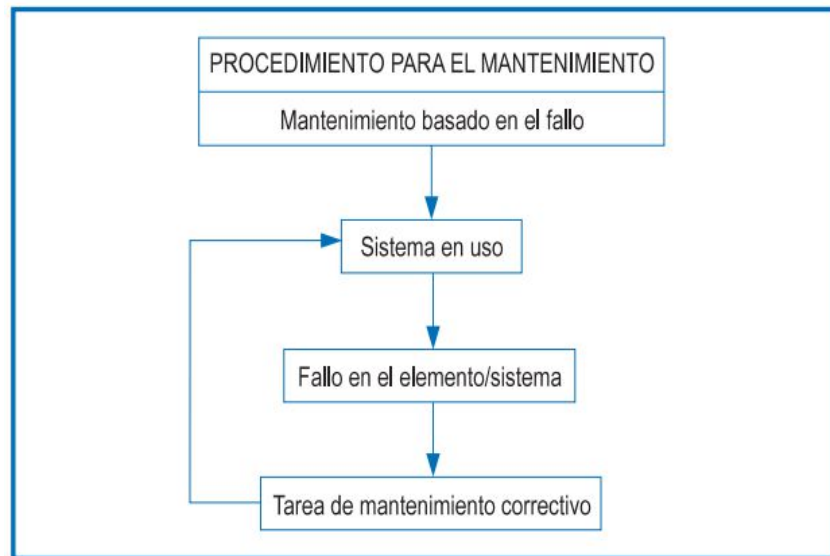 PROCEDIMIENTO PARA EL MANTENIMIENTO
Mantenimiento basado en el fallo
Sistema en uso
Fallo en el elemento/sistema
Tarea de mantenimiento correctivo